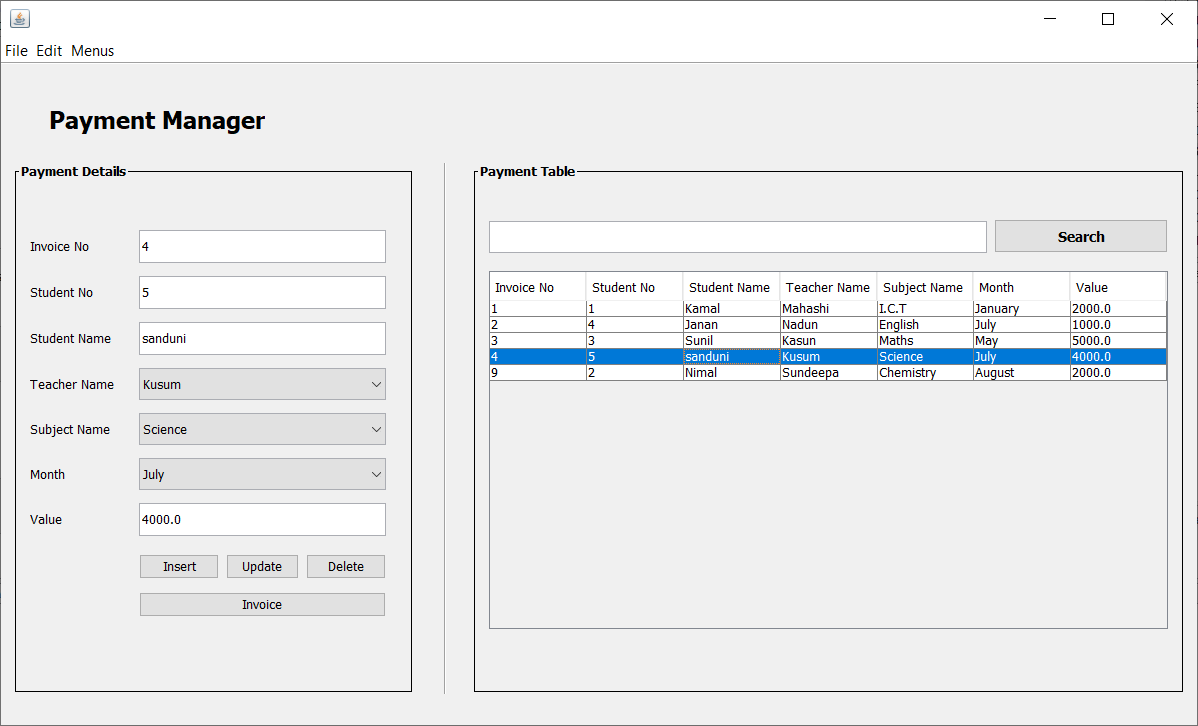 File Edit Menus
Payment Manager
Payment Details
Invoice No 4
Student No 5
Student Name sanduni
Teacher Name Kusum
Subject Name Science
Month July
Value 4000.0
Insert Update Delete
Invoice
Payment Table
Search
Invoice No Student No Student Name Teacher Name Subject Name Month Value
1 1 Kamal Mahashi I.C.T January 2000.0
2 4 Janan Nadun English July 1000.0
3 3 Sunil Kasun Maths May 5000.0
4 5 sanduni Kusum Science July 4000.0
9 2 Nimal Sundeepa Chemistry August 2000.0